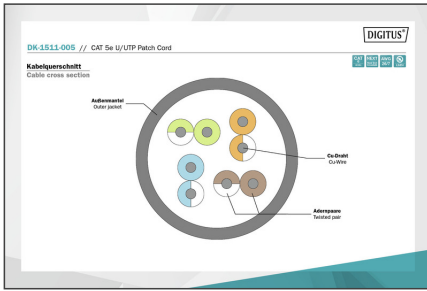 DIGITUS®
DK-1511-005 // CAT 5e U/UTP Patch Cord
Kabelquerschnitt
Cable cross section
Außenmantel
Outer jacket
Cu-Draht
Cu-Wire
Adernpaare
Twisted pair